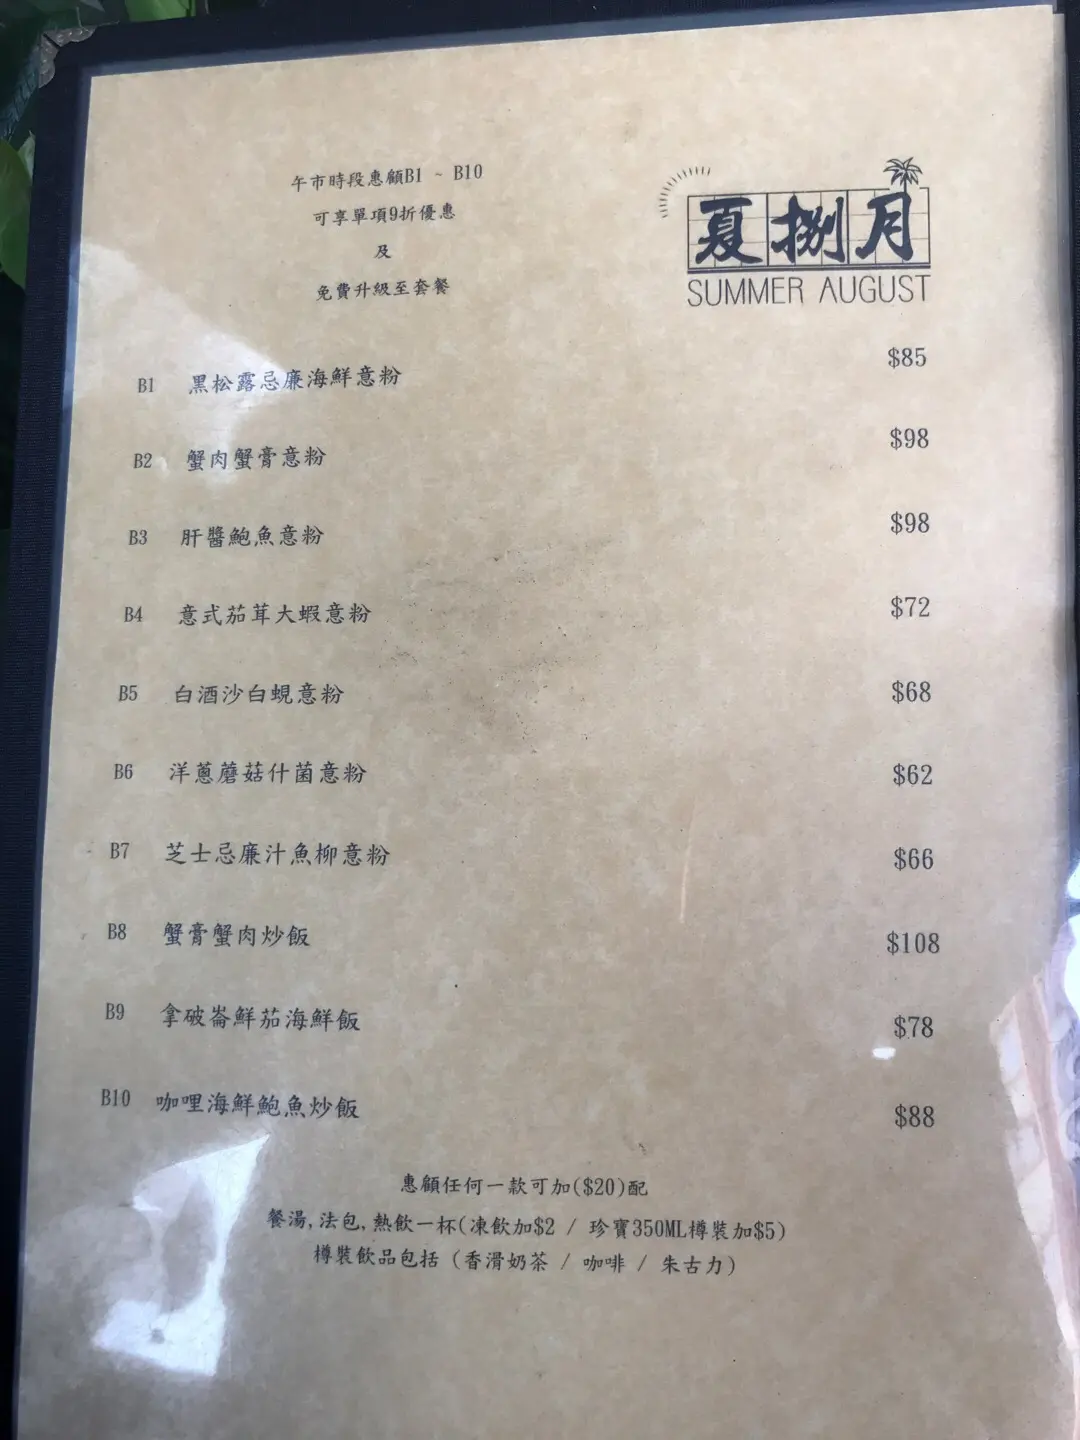 午市時段惠顧B1 ~ B10
可享單項9折優惠
及
免費升級至套餐
夏捌月
SUMMER AUGUST
B1 黑松露忌廉海鮮意粉 $85
B2 蟹肉蟹膏意粉 $98
B3 肝醬鮑魚意粉 $98
B4 意式茄茸大蝦意粉 $72
B5 白酒沙白蜆意粉 $68
B6 洋蔥蘑菇什菌意粉 $62
B7 芝士忌廉汁魚柳意粉 $66
B8 蟹膏蟹肉炒飯 $108
B9 拿破崙鮮茄海鮮飯 $78
B10 咖哩海鮮鮑魚炒飯 $88
惠顧任何一款可加($20)配
餐湯,法包,熱飲一杯(凍飲加$2 / 珍寶350ML樽裝加$5)
樽裝飲品包括 (香滑奶茶 / 咖啡 / 朱古力)